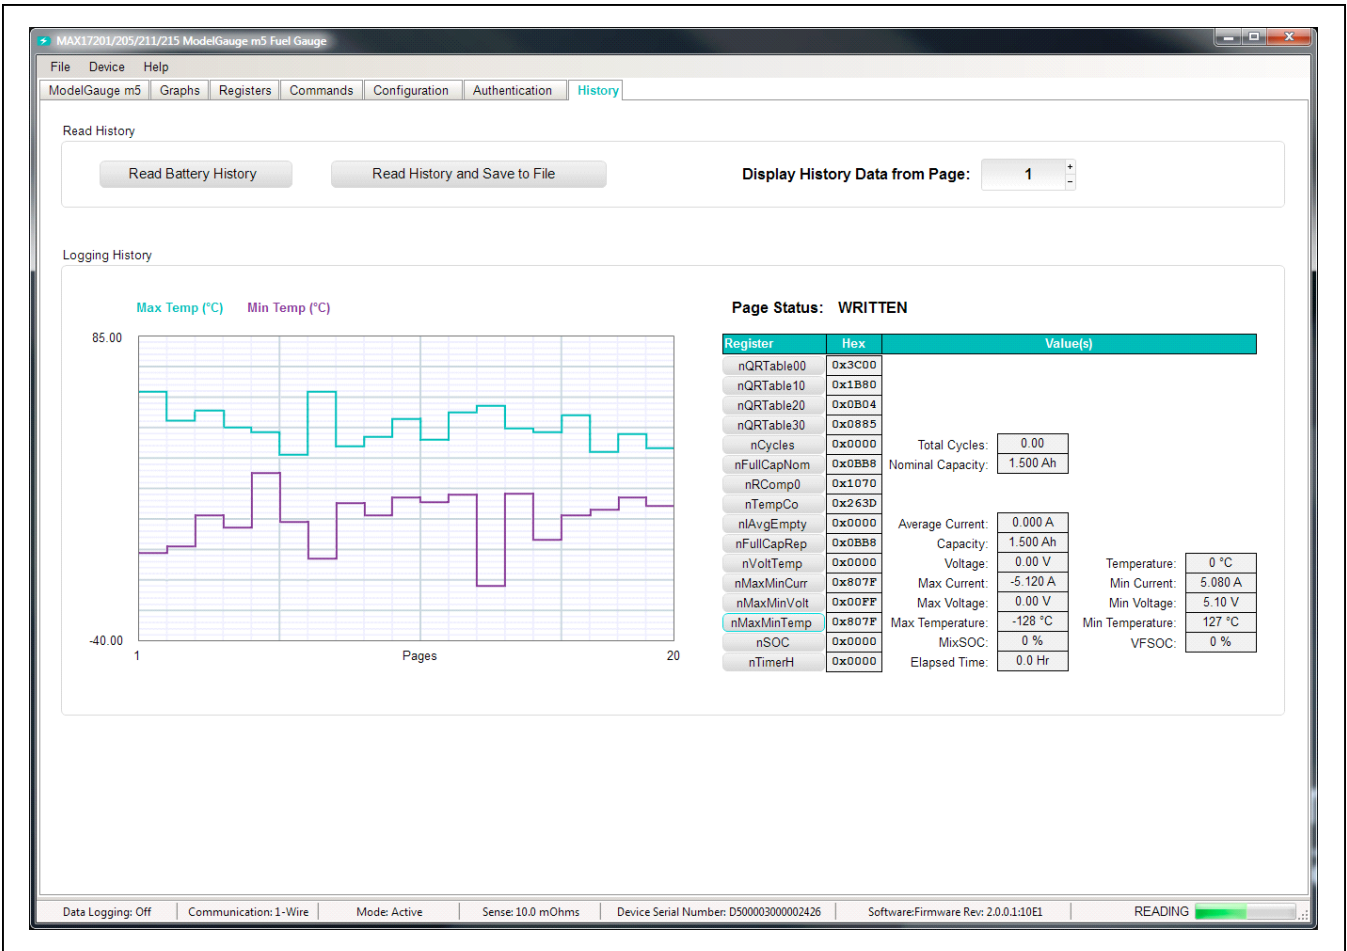 MAX17201/205/211/215 ModelGauge m5 Fuel Gauge
File Device Help
ModelGauge m5 Graphs Registers Commands Configuration Authentication History
Read History
Read Battery History Read History and Save to File Display History Data from Page: 1 + −
Logging History
Max Temp (°C) Min Temp (°C)
Page Status: WRITTEN
85.00
-40.00
1 Pages 20
Register Hex Value(s)
nQRTable00 0x3C00
nQRTable10 0x1B80
nQRTable20 0x0B04
nQRTable30 0x0885
nCycles 0x0000 Total Cycles: 0.00
nFullCapNom 0x0BB8 Nominal Capacity: 1.500 Ah
nRComp0 0x1070
nTempCo 0x263D
nIAvgEmpty 0x0000 Average Current: 0.000 A
nFullCapRep 0x0BB8 Capacity: 1.500 Ah
nVoltTemp 0x0000 Voltage: 0.00 V Temperature: 0 °C
nMaxMinCurr 0x807F Max Current: -5.120 A Min Current: 5.080 A
nMaxMinVolt 0x00FF Max Voltage: 0.00 V Min Voltage: 5.10 V
nMaxMinTemp 0x807F Max Temperature: -128 °C Min Temperature: 127 °C
nSOC 0x0000 MixSOC: 0 % VFSOC: 0 %
nTimerH 0x0000 Elapsed Time: 0.0 Hr
Data Logging: Off Communication: 1-Wire Mode: Active Sense: 10.0 mOhms Device Serial Number: D500003000002426 Software:Firmware Rev: 2.0.0.1:10E1 READING